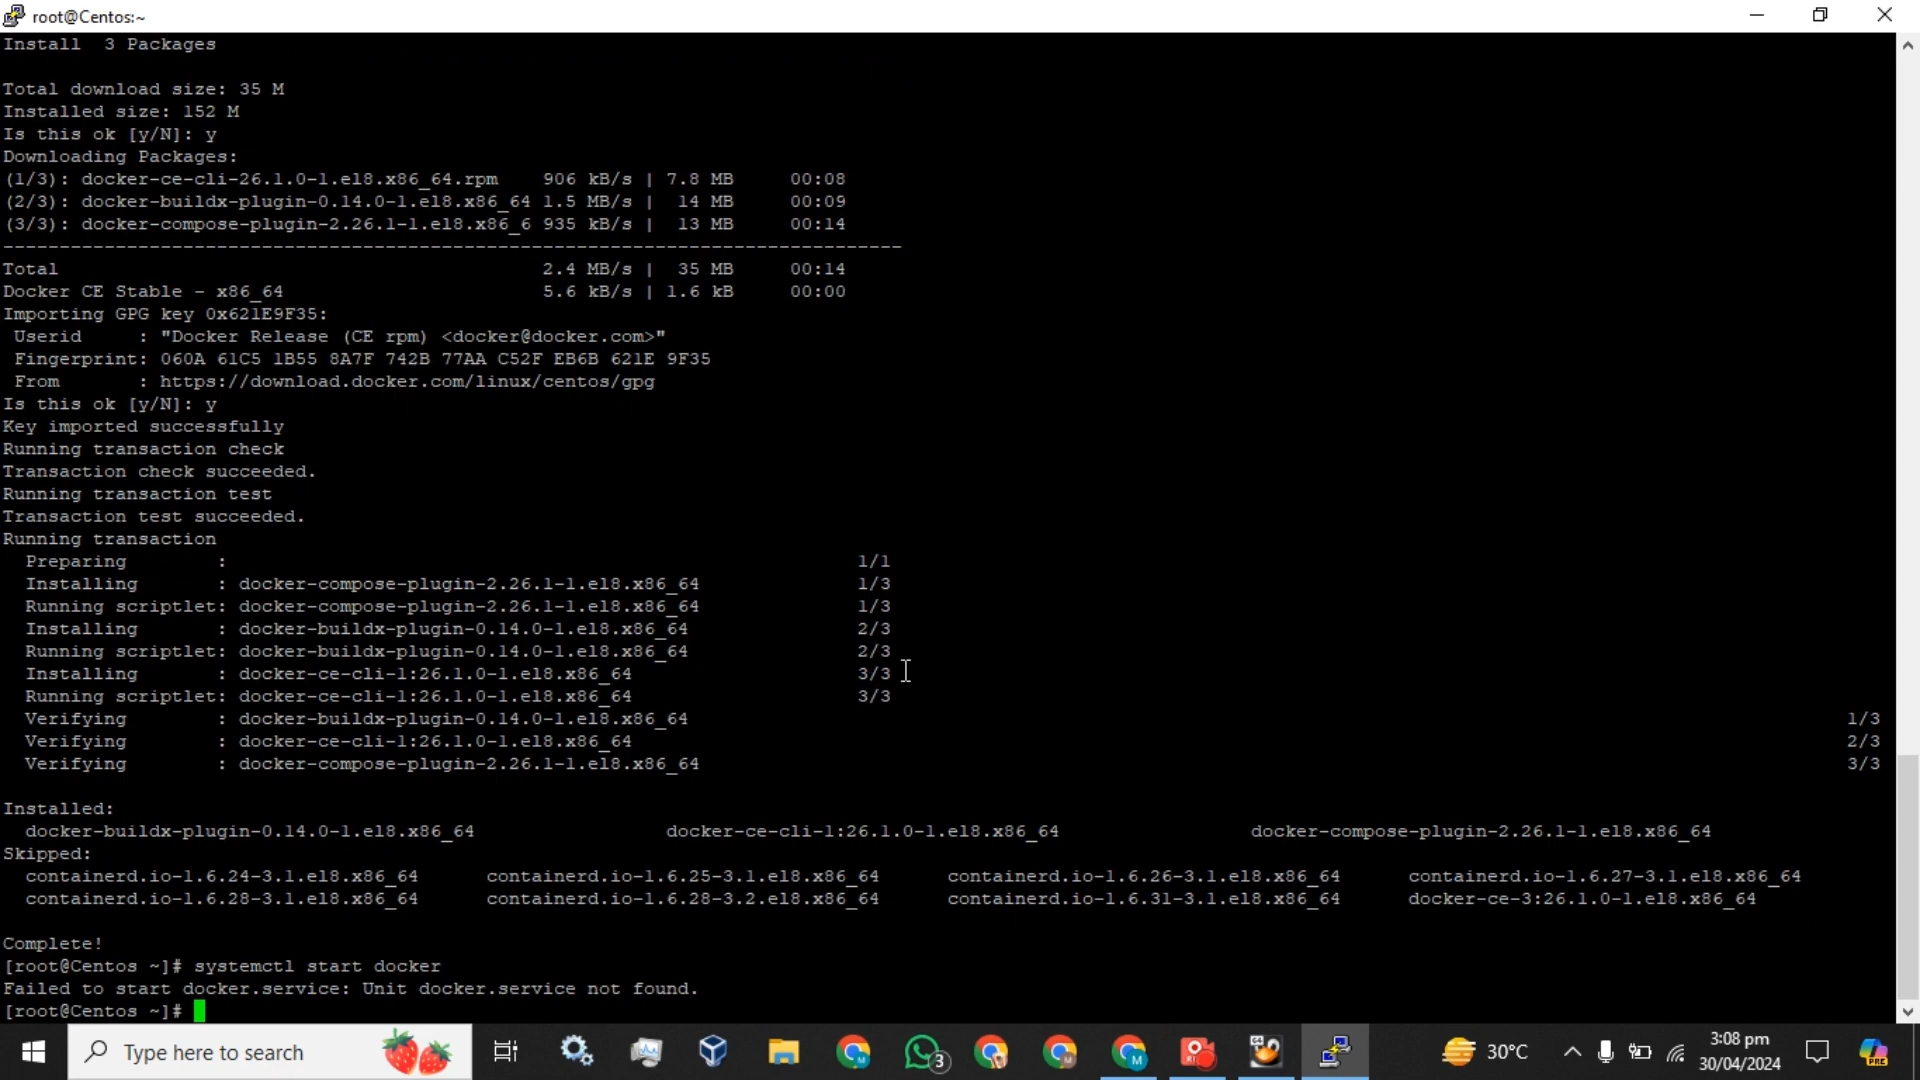 root@Centos:~
Install  3 Packages
Total download size: 35 M
Installed size: 152 M
Is this ok [y/N]: y
Downloading Packages:
(1/3): docker-ce-cli-26.1.0-1.el8.x86_64.rpm    906 kB/s | 7.8 MB     00:08
(2/3): docker-buildx-plugin-0.14.0-1.el8.x86_64 1.5 MB/s |  14 MB     00:09
(3/3): docker-compose-plugin-2.26.1-1.el8.x86_6 935 kB/s |  13 MB     00:14
--------------------------------------------------------------------------------
Total                                           2.4 MB/s |  35 MB     00:14
Docker CE Stable - x86_64                       5.6 kB/s | 1.6 kB     00:00
Importing GPG key 0x621E9F35:
 Userid     : "Docker Release (CE rpm) <docker@docker.com>"
 Fingerprint: 060A 61C5 1B55 8A7F 742B 77AA C52F EB6B 621E 9F35
 From       : https://download.docker.com/linux/centos/gpg
Is this ok [y/N]: y
Key imported successfully
Running transaction check
Transaction check succeeded.
Running transaction test
Transaction test succeeded.
Running transaction
  Preparing        :                                                        1/1
  Installing       : docker-compose-plugin-2.26.1-1.el8.x86_64              1/3
  Running scriptlet: docker-compose-plugin-2.26.1-1.el8.x86_64              1/3
  Installing       : docker-buildx-plugin-0.14.0-1.el8.x86_64               2/3
  Running scriptlet: docker-buildx-plugin-0.14.0-1.el8.x86_64               2/3
  Installing       : docker-ce-cli-1:26.1.0-1.el8.x86_64                    3/3
  Running scriptlet: docker-ce-cli-1:26.1.0-1.el8.x86_64                    3/3
  Verifying        : docker-buildx-plugin-0.14.0-1.el8.x86_64               1/3
  Verifying        : docker-ce-cli-1:26.1.0-1.el8.x86_64                    2/3
  Verifying        : docker-compose-plugin-2.26.1-1.el8.x86_64              3/3
Installed:
  docker-buildx-plugin-0.14.0-1.el8.x86_64   docker-ce-cli-1:26.1.0-1.el8.x86_64   docker-compose-plugin-2.26.1-1.el8.x86_64
Skipped:
  containerd.io-1.6.24-3.1.el8.x86_64   containerd.io-1.6.25-3.1.el8.x86_64   containerd.io-1.6.26-3.1.el8.x86_64   containerd.io-1.6.27-3.1.el8.x86_64
  containerd.io-1.6.28-3.1.el8.x86_64   containerd.io-1.6.28-3.2.el8.x86_64   containerd.io-1.6.31-3.1.el8.x86_64   docker-ce-3:26.1.0-1.el8.x86_64
Complete!
[root@Centos ~]# systemctl start docker
Failed to start docker.service: Unit docker.service not found.
[root@Centos ~]#
Type here to search
3
30°C
3:08 pm
30/04/2024